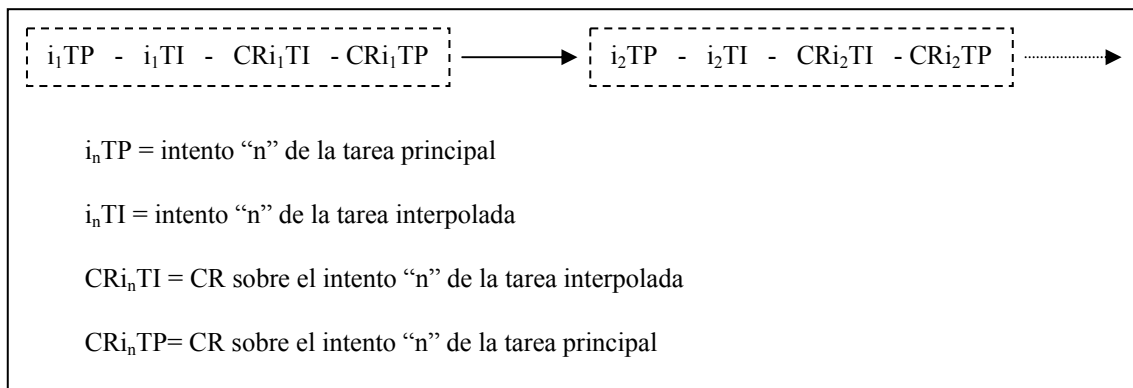 i₁TP - i₁TI - CRi₁TI - CRi₁TP i₂TP - i₂TI - CRi₂TI - CRi₂TP
iₙTP = intento “n” de la tarea principal
iₙTI = intento “n” de la tarea interpolada
CRiₙTI = CR sobre el intento “n” de la tarea interpolada
CRiₙTP= CR sobre el intento “n” de la tarea principal